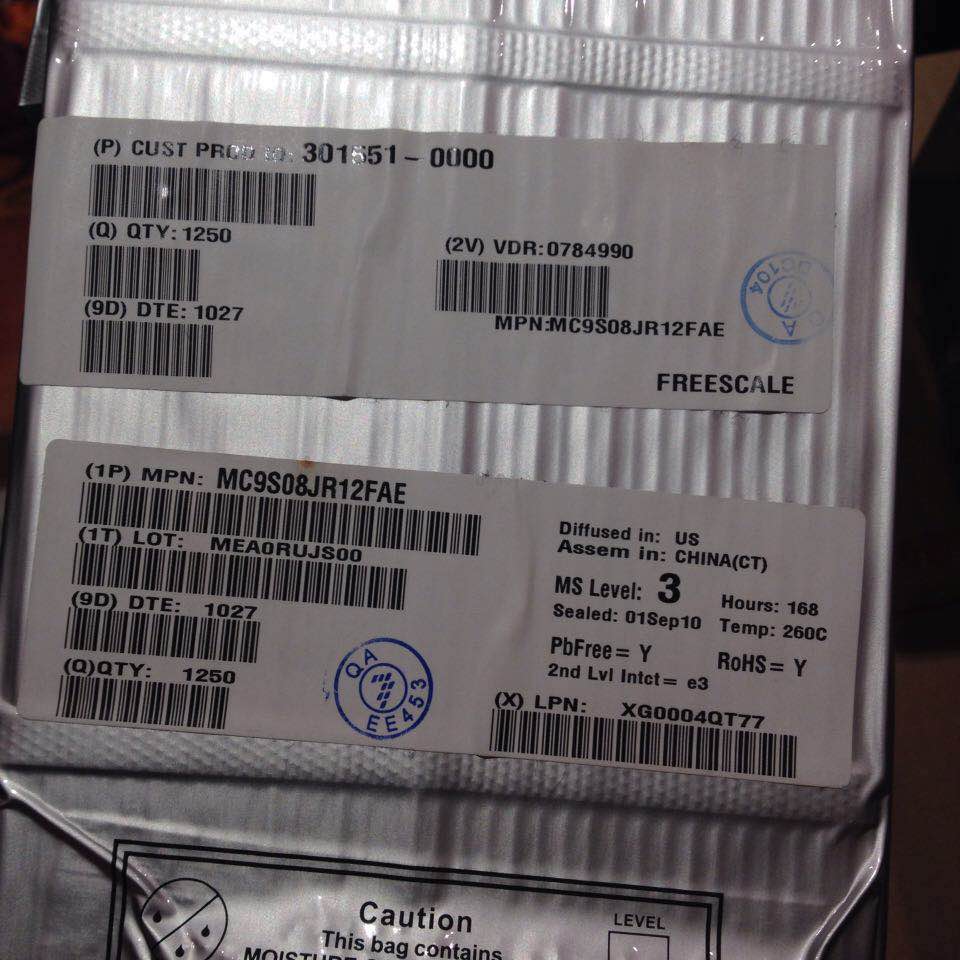 (P) CUST PROD ID: 301551-0000
(Q) QTY: 1250
(2V) VDR:0784990
(9D) DTE: 1027
MPN:MC9S08JR12FAE
FREESCALE
DC104
QA
(1P) MPN: MC9S08JR12FAE
(1T) LOT: MEA0RUJS00
(9D) DTE: 1027
(Q)QTY: 1250
QA
EE453
Diffused in: US
Assem in: CHINA(CT)
MS Level: 3 Hours: 168
Sealed: 01Sep10 Temp: 260C
PbFree= Y RoHS= Y
2nd Lvl Intct= e3
(X) LPN: XG0004QT77
Caution
This bag contains
LEVEL